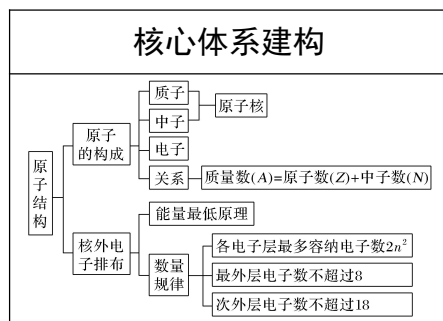 核心体系建构
原子结构
原子的构成
质子
中子
原子核
电子
关系
质量数(A)=原子数(Z)+中子数(N)
核外电子排布
能量最低原理
数量规律
各电子层最多容纳电子数2n²
最外层电子数不超过8
次外层电子数不超过18